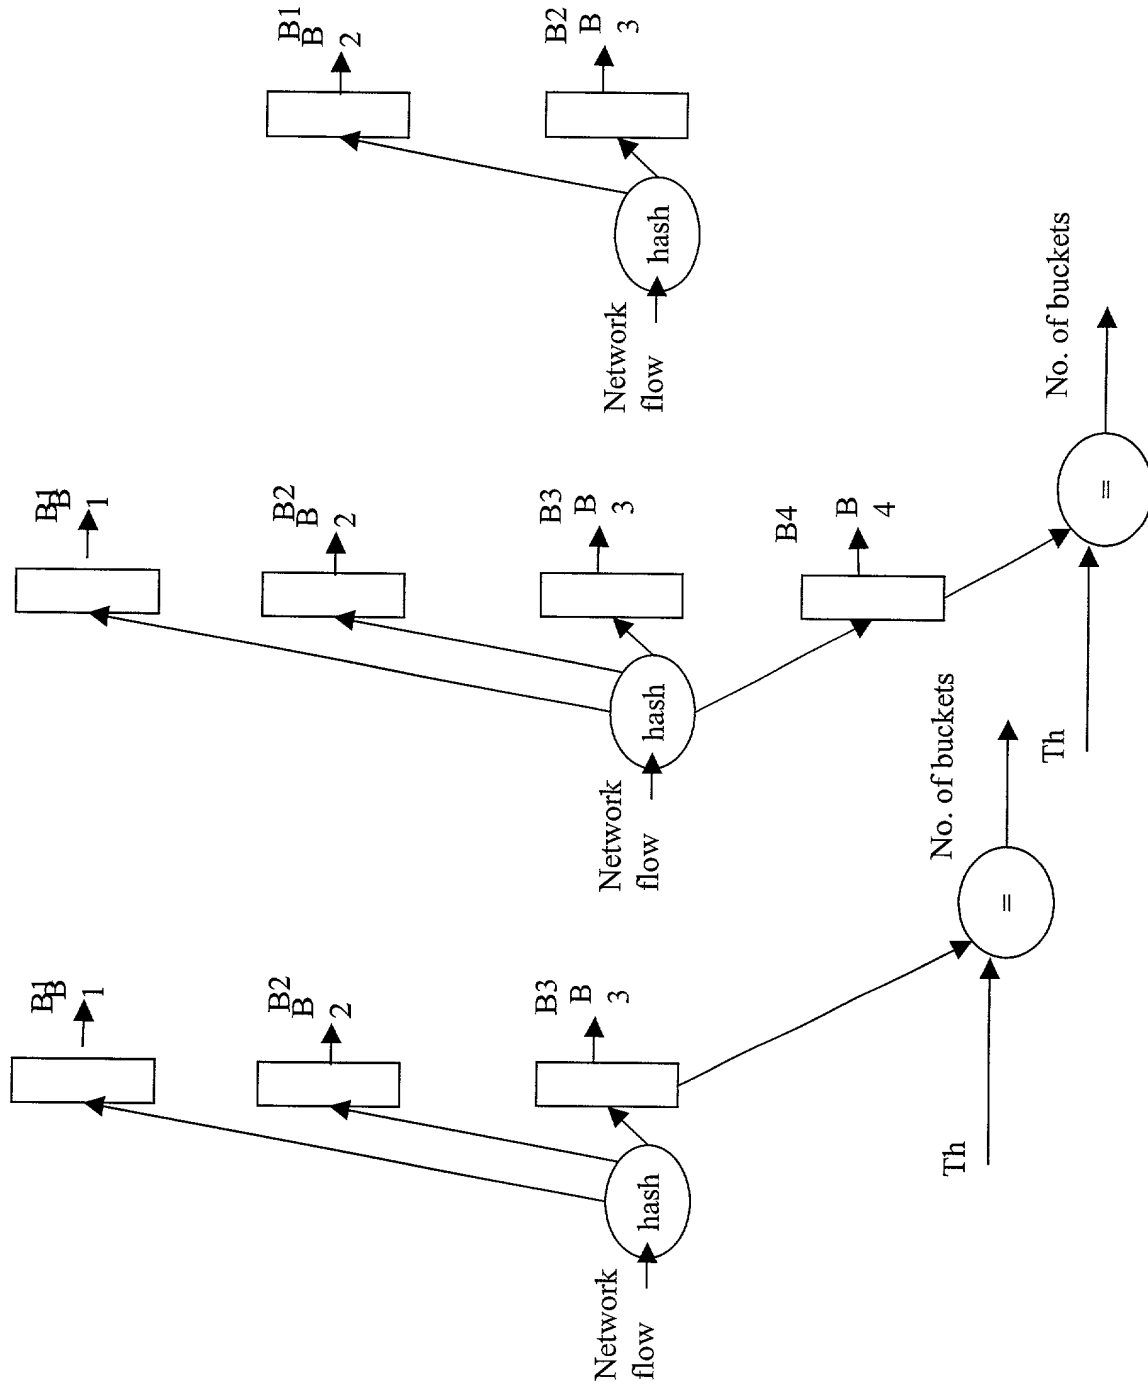 B1
B
1
B2
B
2
Network
flow
hash
B3
B
3
Th
No. of buckets
=
B1
B
1
B2
B
2
Network
flow
hash
B3
B
3
B4
B
4
Th
No. of buckets
=
B1
B
2
Network
flow
hash
B2
B
3